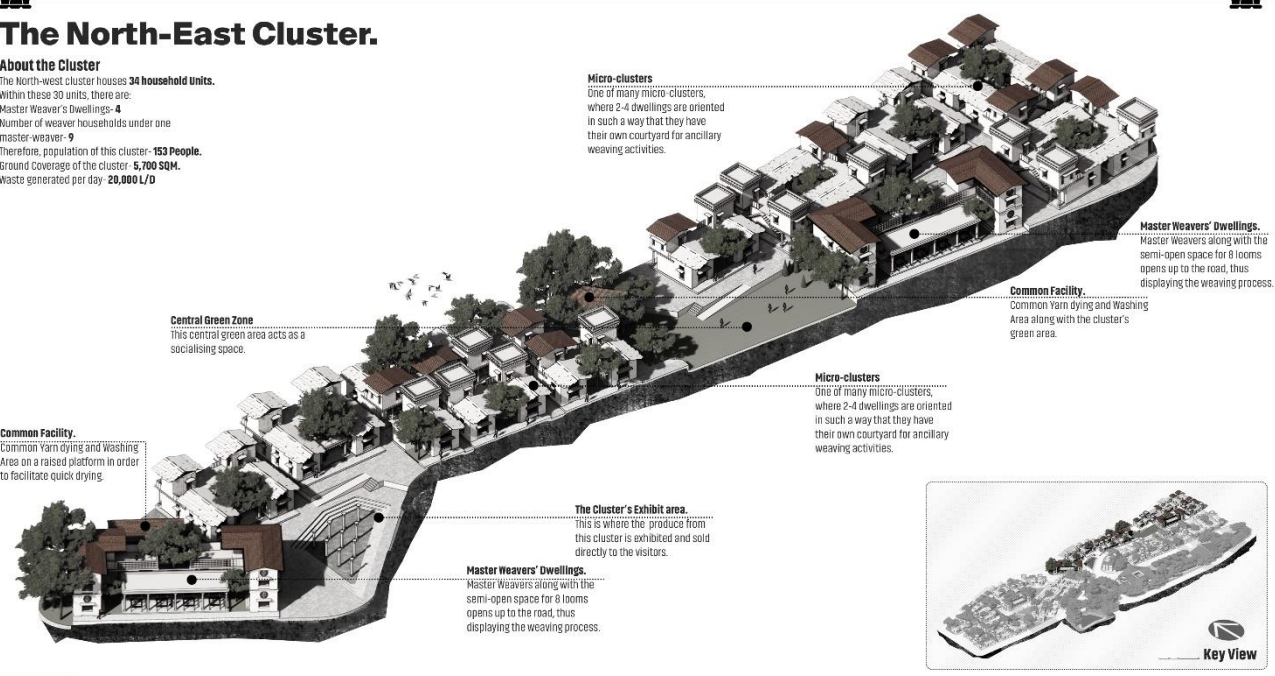 The North-East Cluster.
About the Cluster
The North-west cluster houses 34 household Units.
Within these 30 units, there are:
Master Weaver's Dwellings- 4
Number of weaver households under one
master-weaver- 9
Therefore, population of this cluster- 153 People.
Ground Coverage of the cluster- 5,700 SQM.
Waste generated per day- 20,000 L/D
Micro-clusters
One of many micro-clusters,
where 2-4 dwellings are oriented
in such a way that they have
their own courtyard for ancillary
weaving activities.
Master Weavers' Dwellings.
Master Weavers along with the
semi-open space for 8 looms
opens up to the road, thus
displaying the weaving process.
Common Facility.
Common Yarn dying and Washing
Area along with the cluster's
green area.
Central Green Zone
This central green area acts as a
socialising space.
Micro-clusters
One of many micro-clusters,
where 2-4 dwellings are oriented
in such a way that they have
their own courtyard for ancillary
weaving activities.
Common Facility.
Common Yarn dying and Washing
Area on a raised platform in order
to facilitate quick drying.
The Cluster's Exhibit area.
This is where the produce from
this cluster is exhibited and sold
directly to the visitors.
Master Weavers' Dwellings.
Master Weavers along with the
semi-open space for 8 looms
opens up to the road, thus
displaying the weaving process.
Key View